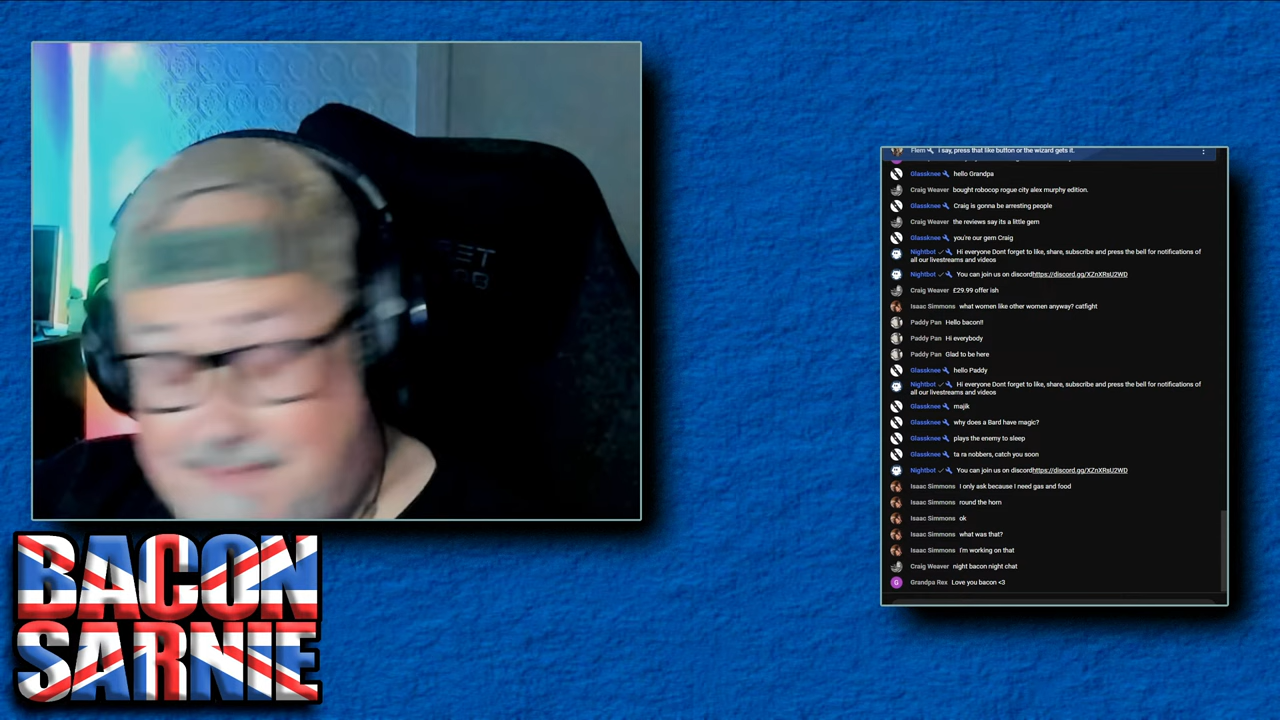 Flem i say, press that like button or the wizard gets it.
Glassknee hello Grandpa
Craig Weaver bought robocop rogue city alex murphy edition.
Glassknee Craig is gonna be arresting people
Craig Weaver the reviews say its a little gem
Glassknee you're our gem Craig
Nightbot Hi everyone Dont forget to like, share, subscribe and press the bell for notifications of
all our livestreams and videos
Nightbot You can join us on discordhttps://discord.gg/XZnXRsU2WD
Craig Weaver £29.99 offer ish
Isaac Simmons what women like other women anyway? catfight
Paddy Pan Hello bacon!!
Paddy Pan Hi everybody
Paddy Pan Glad to be here
Glassknee hello Paddy
Nightbot Hi everyone Dont forget to like, share, subscribe and press the bell for notifications of
all our livestreams and videos
Glassknee majik
Glassknee why does a Bard have magic?
Glassknee plays the enemy to sleep
Glassknee ta ra nobbers, catch you soon
Nightbot You can join us on discordhttps://discord.gg/XZnXRsU2WD
Isaac Simmons I only ask because I need gas and food
Isaac Simmons round the horn
Isaac Simmons ok
Isaac Simmons what was that?
Isaac Simmons I'm working on that
Craig Weaver night bacon night chat
G Grandpa Rex Love you bacon <3
BACON
SARNIE